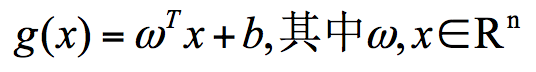 g(x) = ω^T x + b,其中ω, x∈R^n